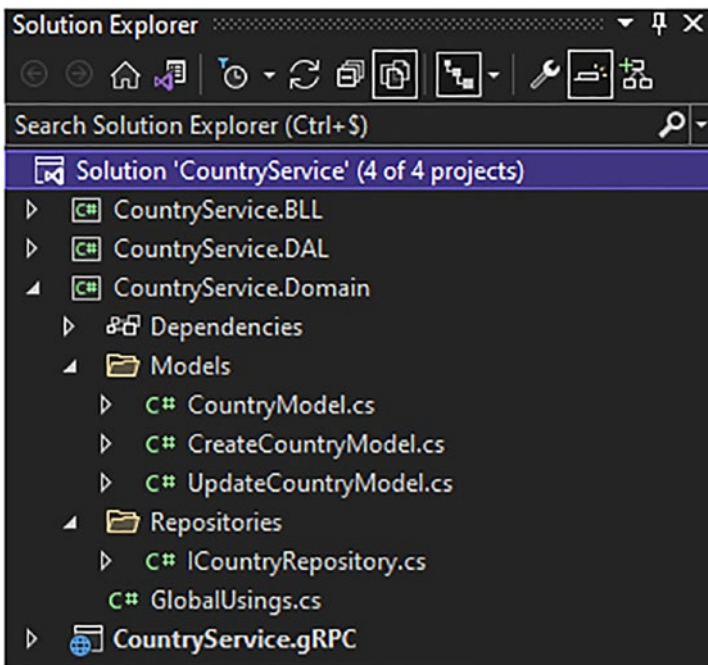 Solution Explorer
Search Solution Explorer (Ctrl+$)
Solution 'CountryService' (4 of 4 projects)
C# CountryService.BLL
C# CountryService.DAL
C# CountryService.Domain
Dependencies
Models
C# CountryModel.cs
C# CreateCountryModel.cs
C# UpdateCountryModel.cs
Repositories
C# ICountryRepository.cs
C# GlobalUsings.cs
CountryService.gRPC